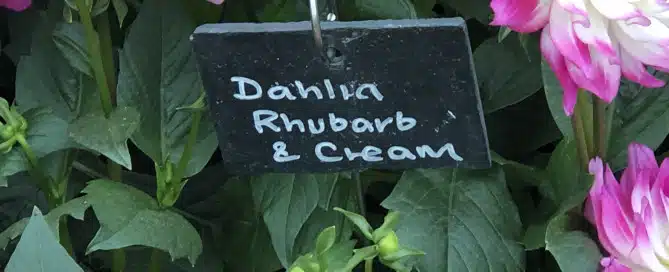 Dahlia
Rhubarb
& Cream